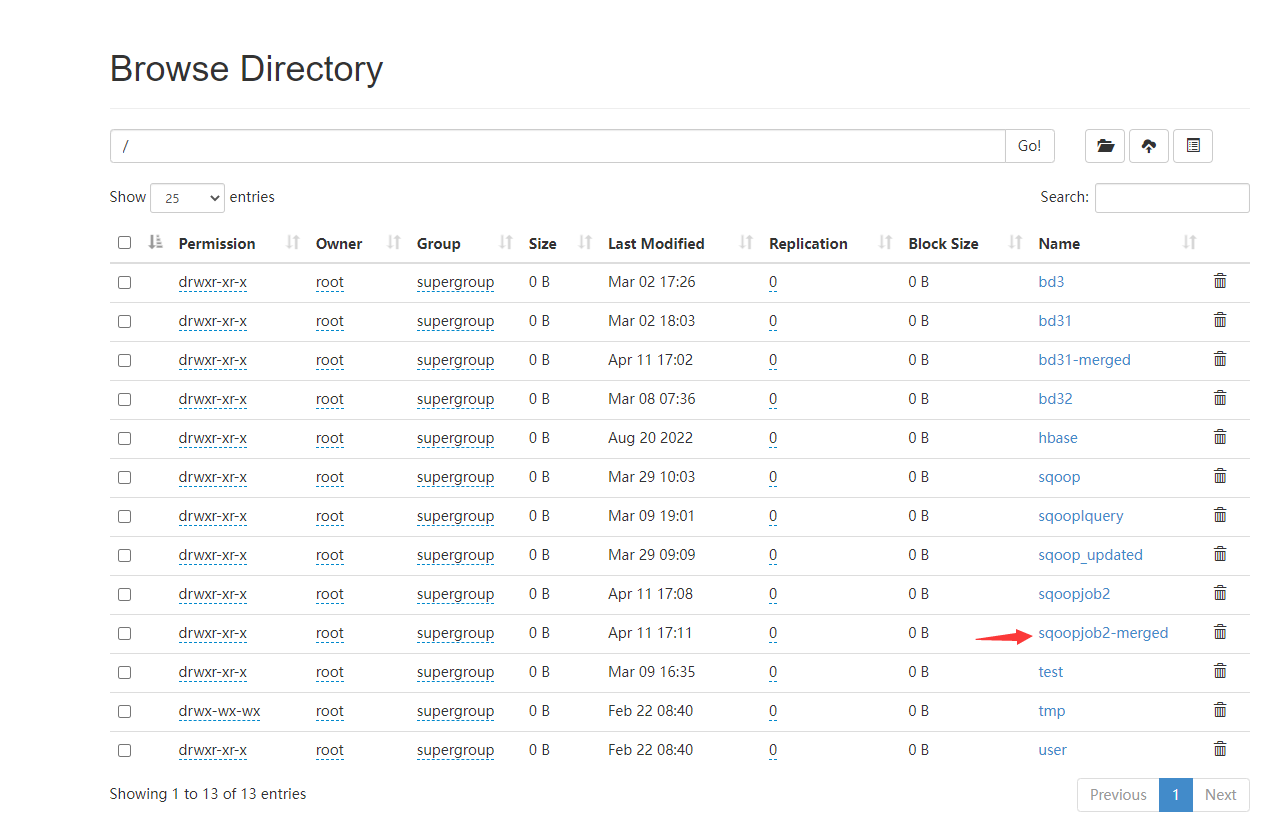 Browse Directory
/ Go!
Show 25 entries Search:
Permission Owner Group Size Last Modified Replication Block Size Name
drwxr-xr-x root supergroup 0 B Mar 02 17:26 0 0 B bd3
drwxr-xr-x root supergroup 0 B Mar 02 18:03 0 0 B bd31
drwxr-xr-x root supergroup 0 B Apr 11 17:02 0 0 B bd31-merged
drwxr-xr-x root supergroup 0 B Mar 08 07:36 0 0 B bd32
drwxr-xr-x root supergroup 0 B Aug 20 2022 0 0 B hbase
drwxr-xr-x root supergroup 0 B Mar 29 10:03 0 0 B sqoop
drwxr-xr-x root supergroup 0 B Mar 09 19:01 0 0 B sqooplquery
drwxr-xr-x root supergroup 0 B Mar 29 09:09 0 0 B sqoop_updated
drwxr-xr-x root supergroup 0 B Apr 11 17:08 0 0 B sqoopjob2
drwxr-xr-x root supergroup 0 B Apr 11 17:11 0 0 B sqoopjob2-merged
drwxr-xr-x root supergroup 0 B Mar 09 16:35 0 0 B test
drwx-wx-wx root supergroup 0 B Feb 22 08:40 0 0 B tmp
drwxr-xr-x root supergroup 0 B Feb 22 08:40 0 0 B user
Showing 1 to 13 of 13 entries Previous 1 Next